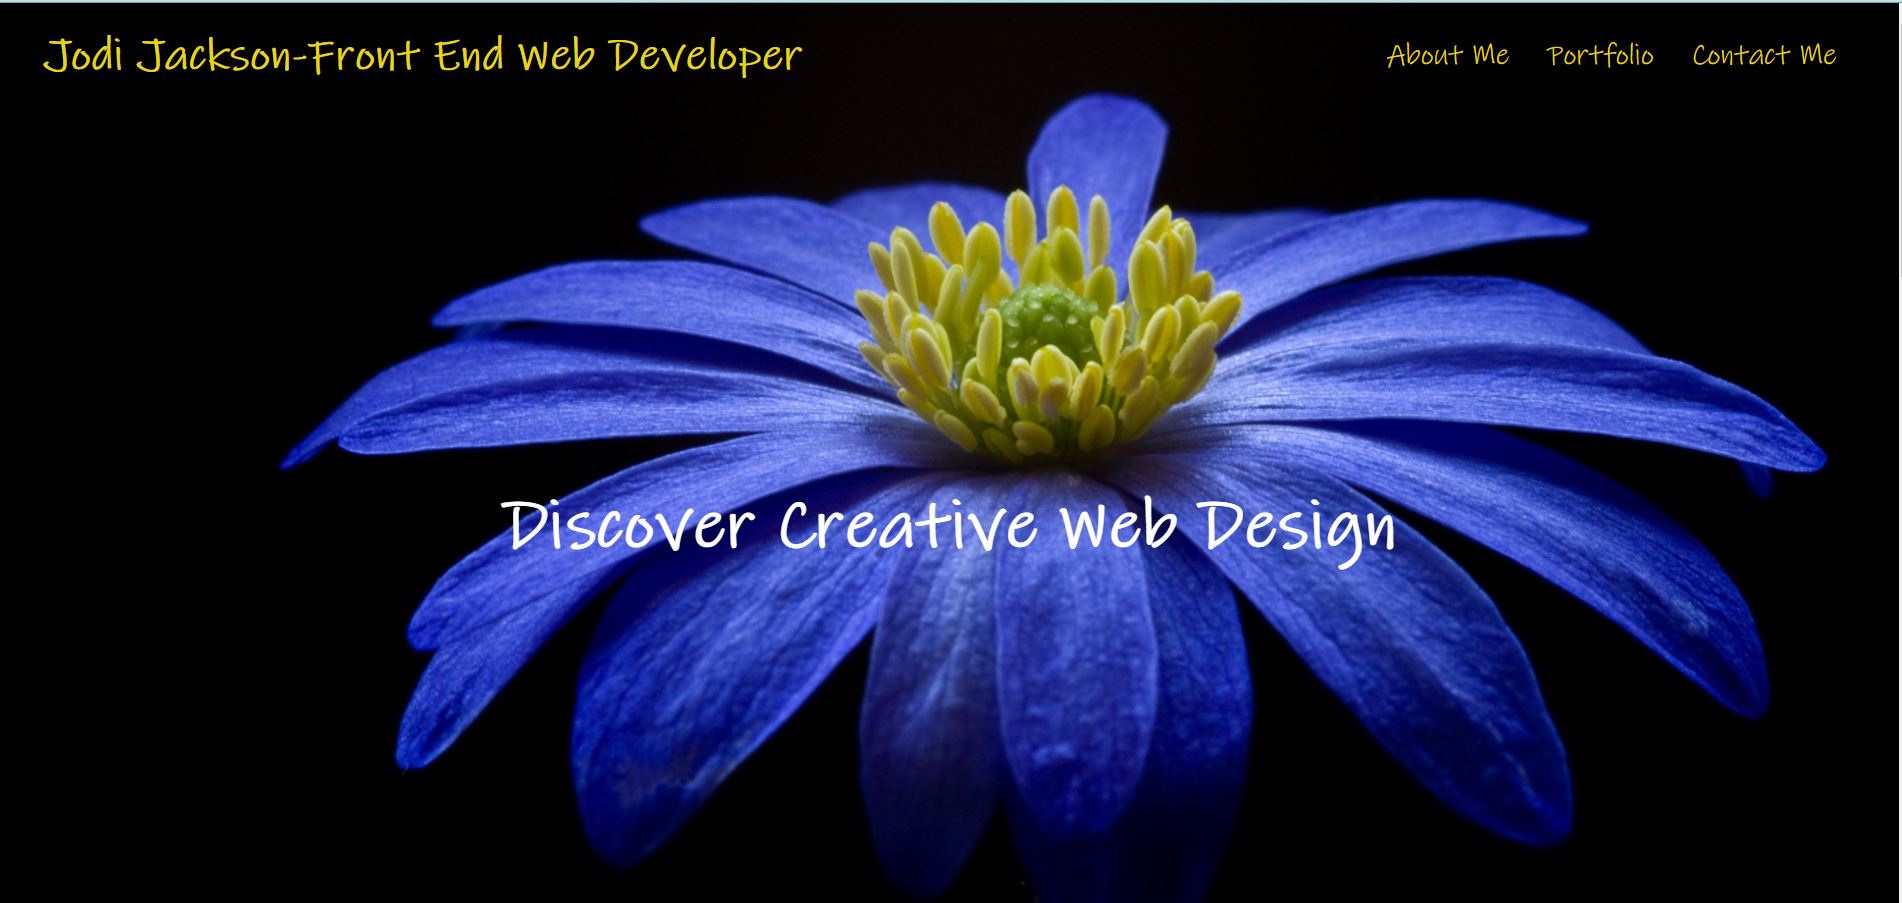 Jodi Jackson-Front End Web Developer
About Me Portfolio Contact Me
Discover Creative Web Design